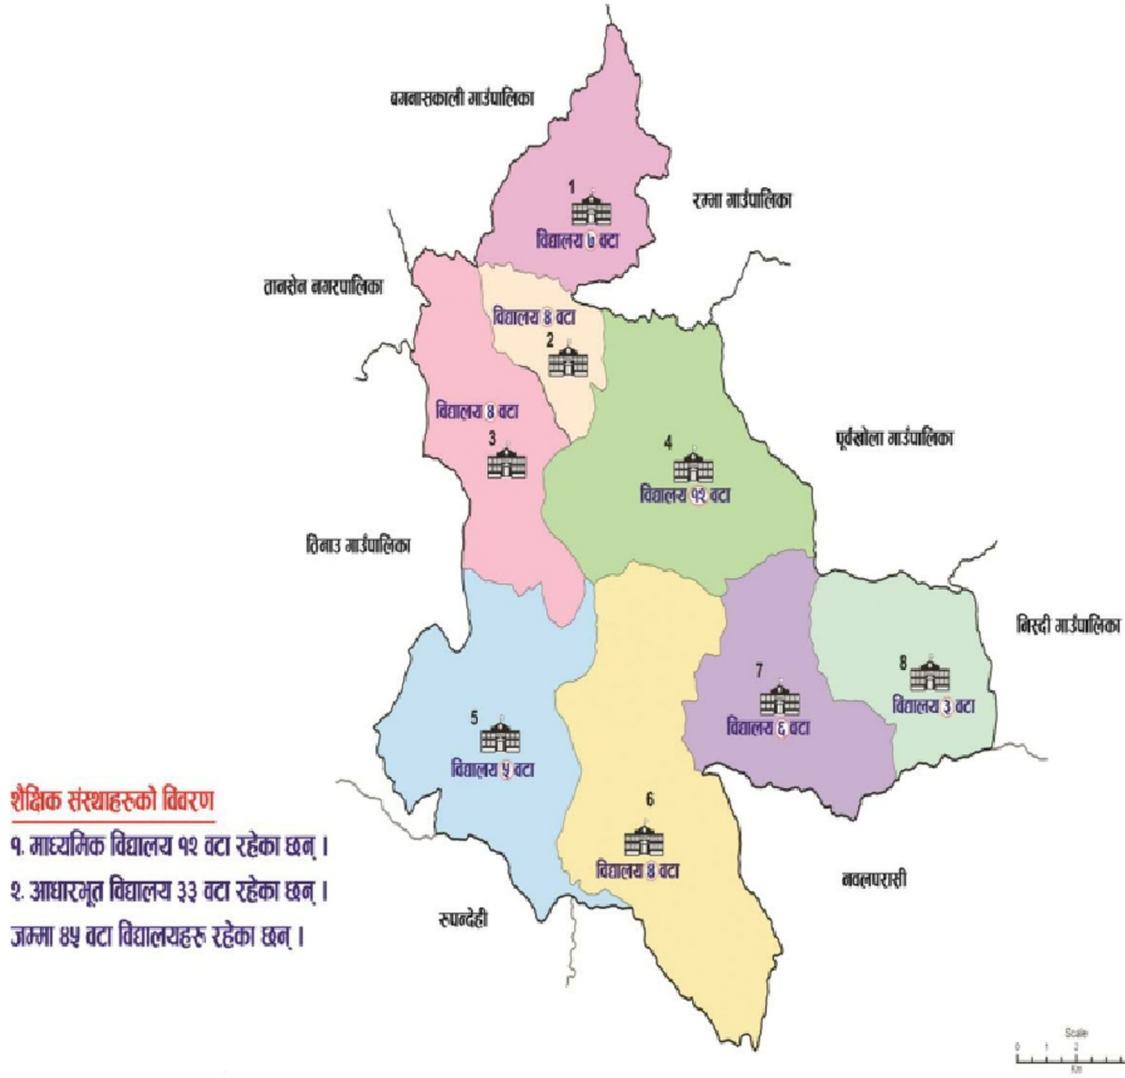 बगनासकाली गाउँपालिका
रम्भा गाउँपालिका
1
विद्यालय ७ वटा
तानसेन नगरपालिका
विद्यालय ४ वटा
2
विद्यालय ४ वटा
3
4
विद्यालय १२ वटा
पूर्वखोला गाउँपालिका
तिनाउ गाउँपालिका
निस्दी गाउँपालिका
8
विद्यालय ३ वटा
7
विद्यालय ६ वटा
5
विद्यालय ५ वटा
6
विद्यालय ४ वटा
नवलपरासी
रुपन्देही
शैक्षिक संस्थाहरुको विवरण
१. माध्यमिक विद्यालय १२ वटा रहेका छन् ।
२. आधारभूत विद्यालय ३३ वटा रहेका छन् ।
जम्मा ४५ वटा विद्यालयहरू रहेका छन् ।
Scale
0 1 2
Km